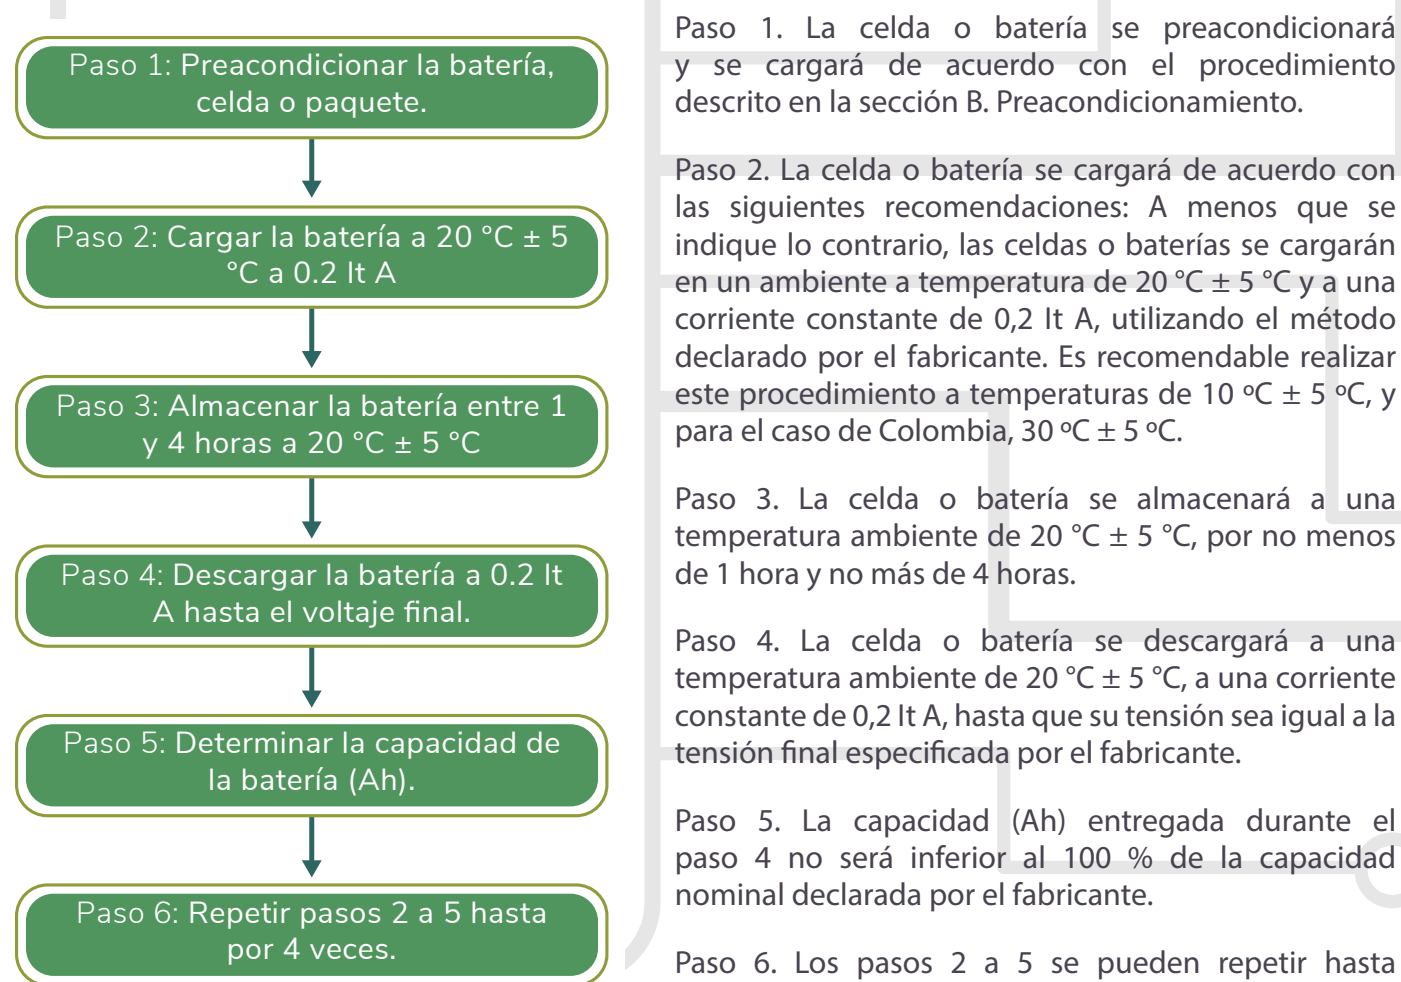 Paso 1: Preacondicionar la batería,
celda o paquete.
Paso 2: Cargar la batería a 20 °C ± 5
°C a 0.2 It A
Paso 3: Almacenar la batería entre 1
y 4 horas a 20 °C ± 5 °C
Paso 4: Descargar la batería a 0.2 It
A hasta el voltaje final.
Paso 5: Determinar la capacidad de
la batería (Ah).
Paso 6: Repetir pasos 2 a 5 hasta
por 4 veces.
Paso 1. La celda o batería se preacondicionará
y se cargará de acuerdo con el procedimiento
descrito en la sección B. Preacondicionamiento.
Paso 2. La celda o batería se cargará de acuerdo con
las siguientes recomendaciones: A menos que se
indique lo contrario, las celdas o baterías se cargarán
en un ambiente a temperatura de 20 °C ± 5 °C y a una
corriente constante de 0,2 It A, utilizando el método
declarado por el fabricante. Es recomendable realizar
este procedimiento a temperaturas de 10 ºC ± 5 ºC, y
para el caso de Colombia, 30 ºC ± 5 ºC.
Paso 3. La celda o batería se almacenará a una
temperatura ambiente de 20 °C ± 5 °C, por no menos
de 1 hora y no más de 4 horas.
Paso 4. La celda o batería se descargará a una
temperatura ambiente de 20 °C ± 5 °C, a una corriente
constante de 0,2 It A, hasta que su tensión sea igual a la
tensión final especificada por el fabricante.
Paso 5. La capacidad (Ah) entregada durante el
paso 4 no será inferior al 100 % de la capacidad
nominal declarada por el fabricante.
Paso 6. Los pasos 2 a 5 se pueden repetir hasta